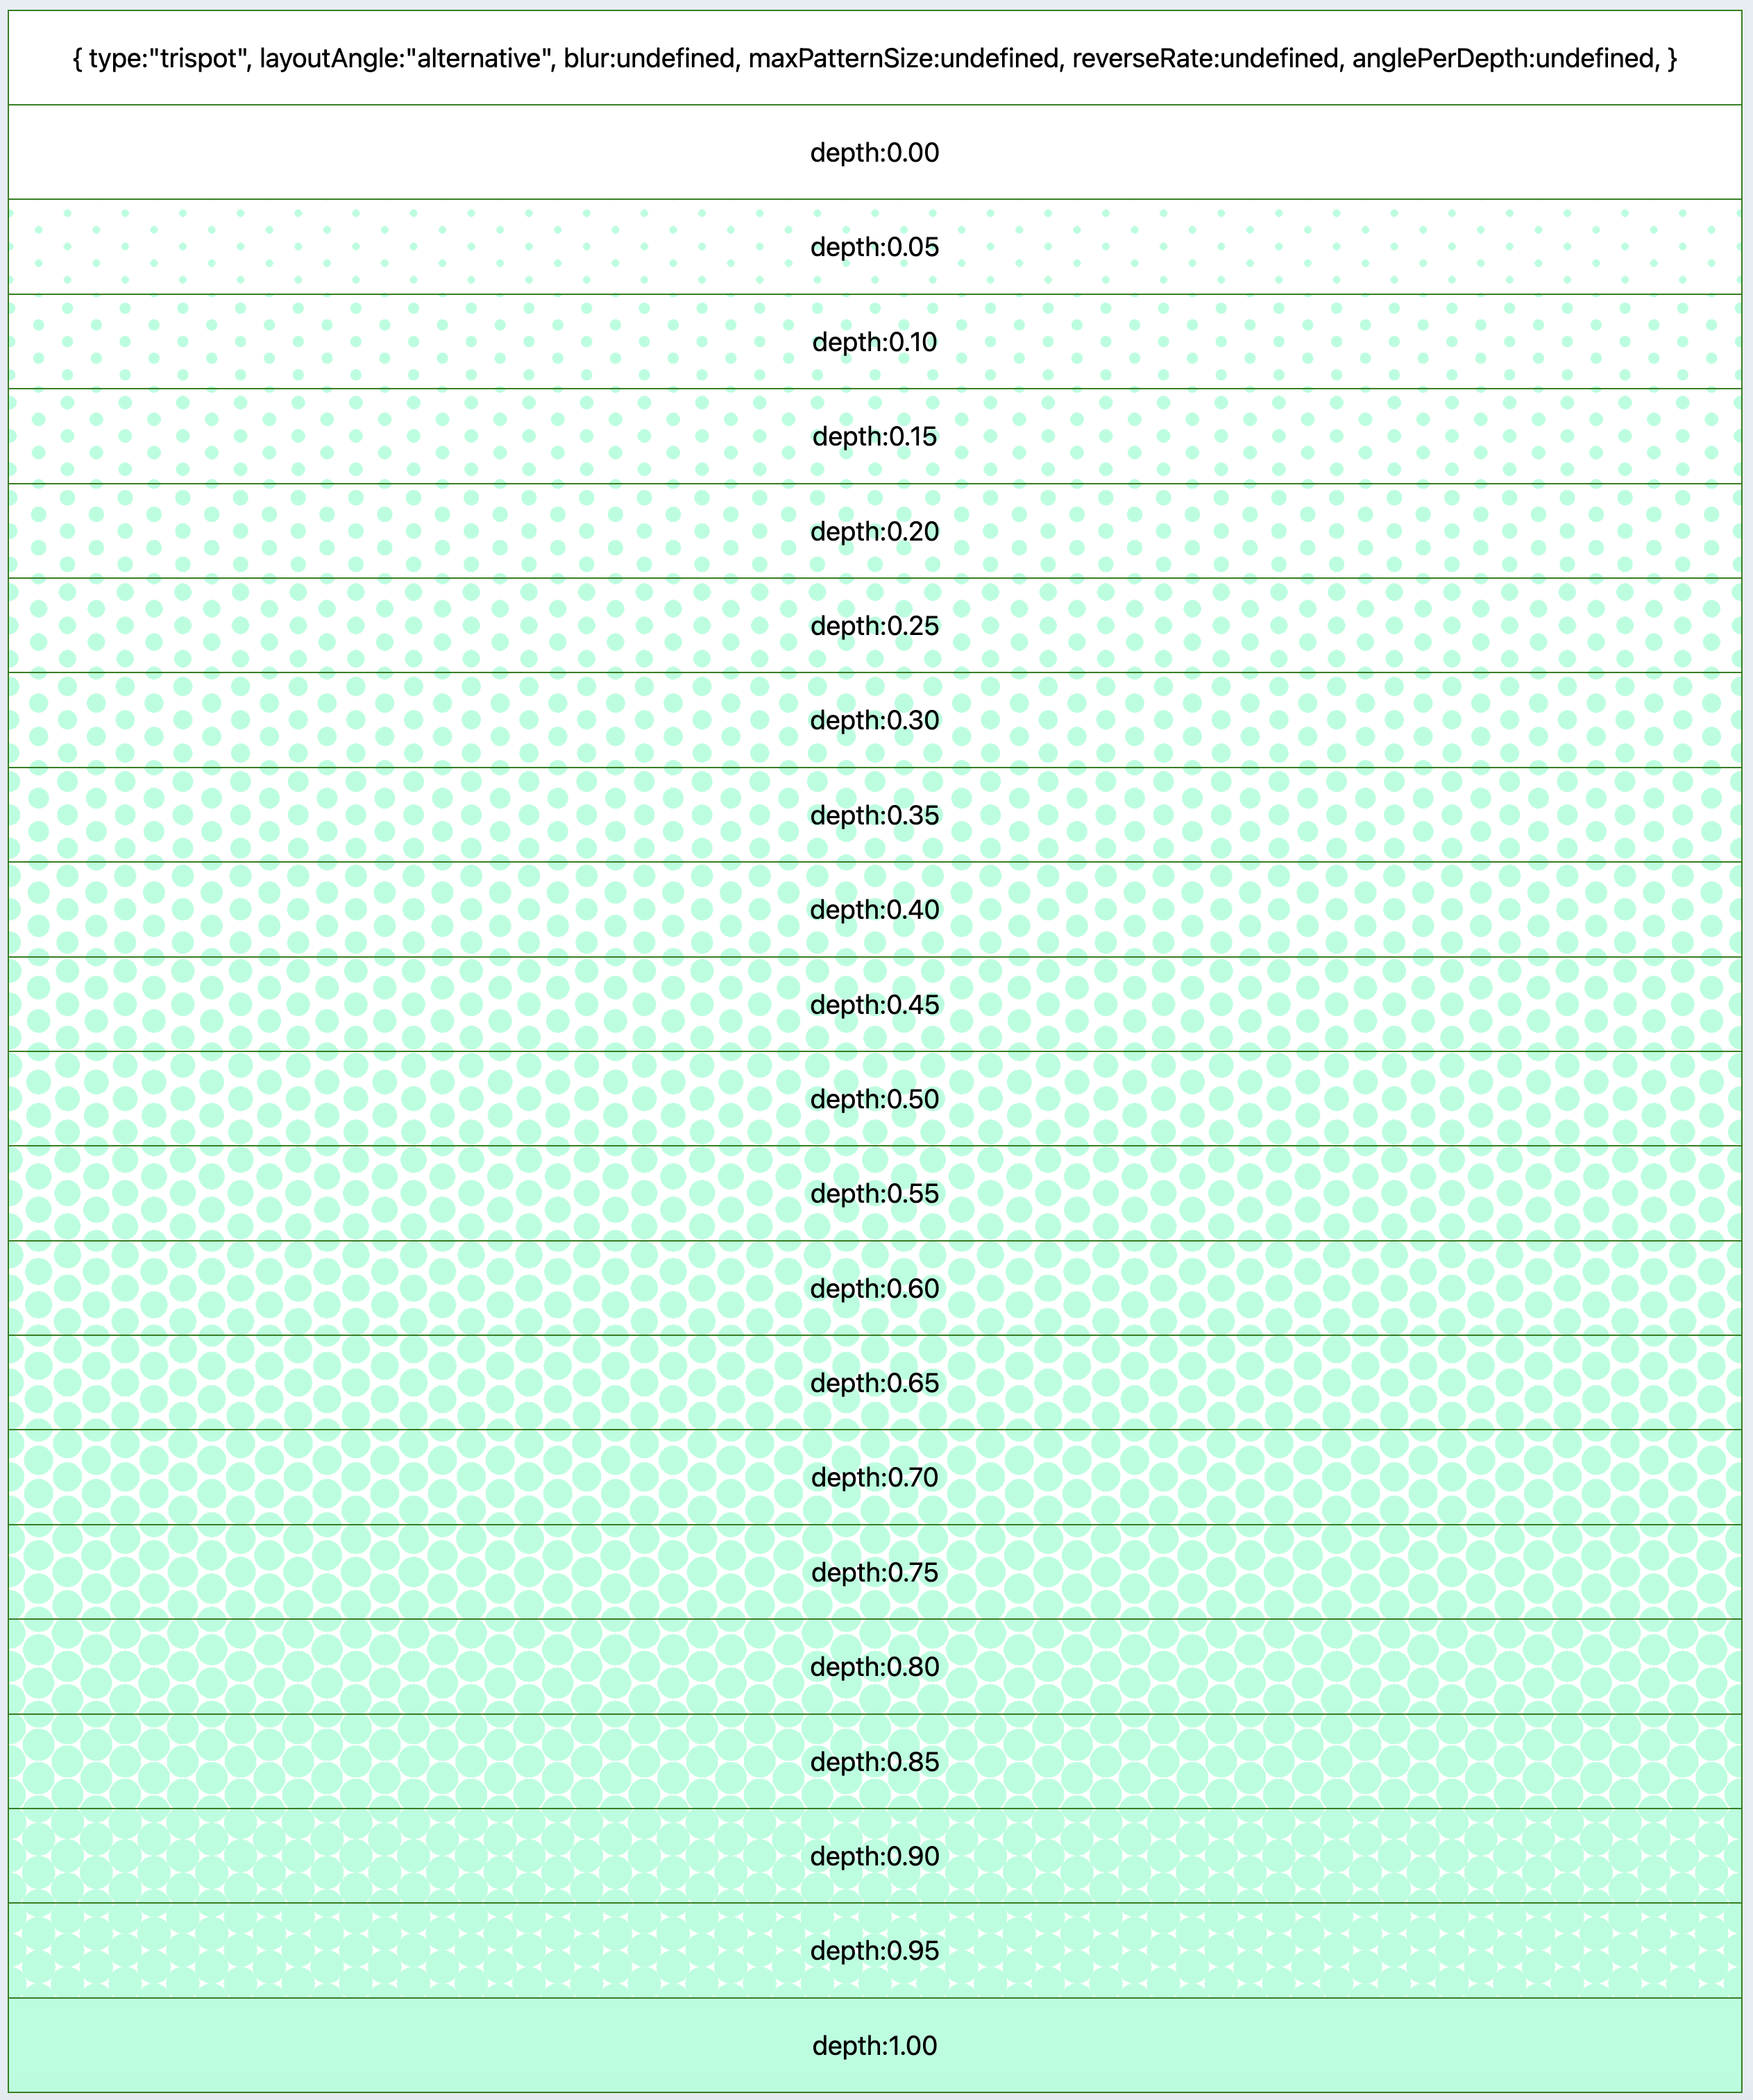 { type:"trispot", layoutAngle:"alternative", blur:undefined, maxPatternSize:undefined, reverseRate:undefined, anglePerDepth:undefined, }
depth:0.00
depth:0.05
depth:0.10
depth:0.15
depth:0.20
depth:0.25
depth:0.30
depth:0.35
depth:0.40
depth:0.45
depth:0.50
depth:0.55
depth:0.60
depth:0.65
depth:0.70
depth:0.75
depth:0.80
depth:0.85
depth:0.90
depth:0.95
depth:1.00